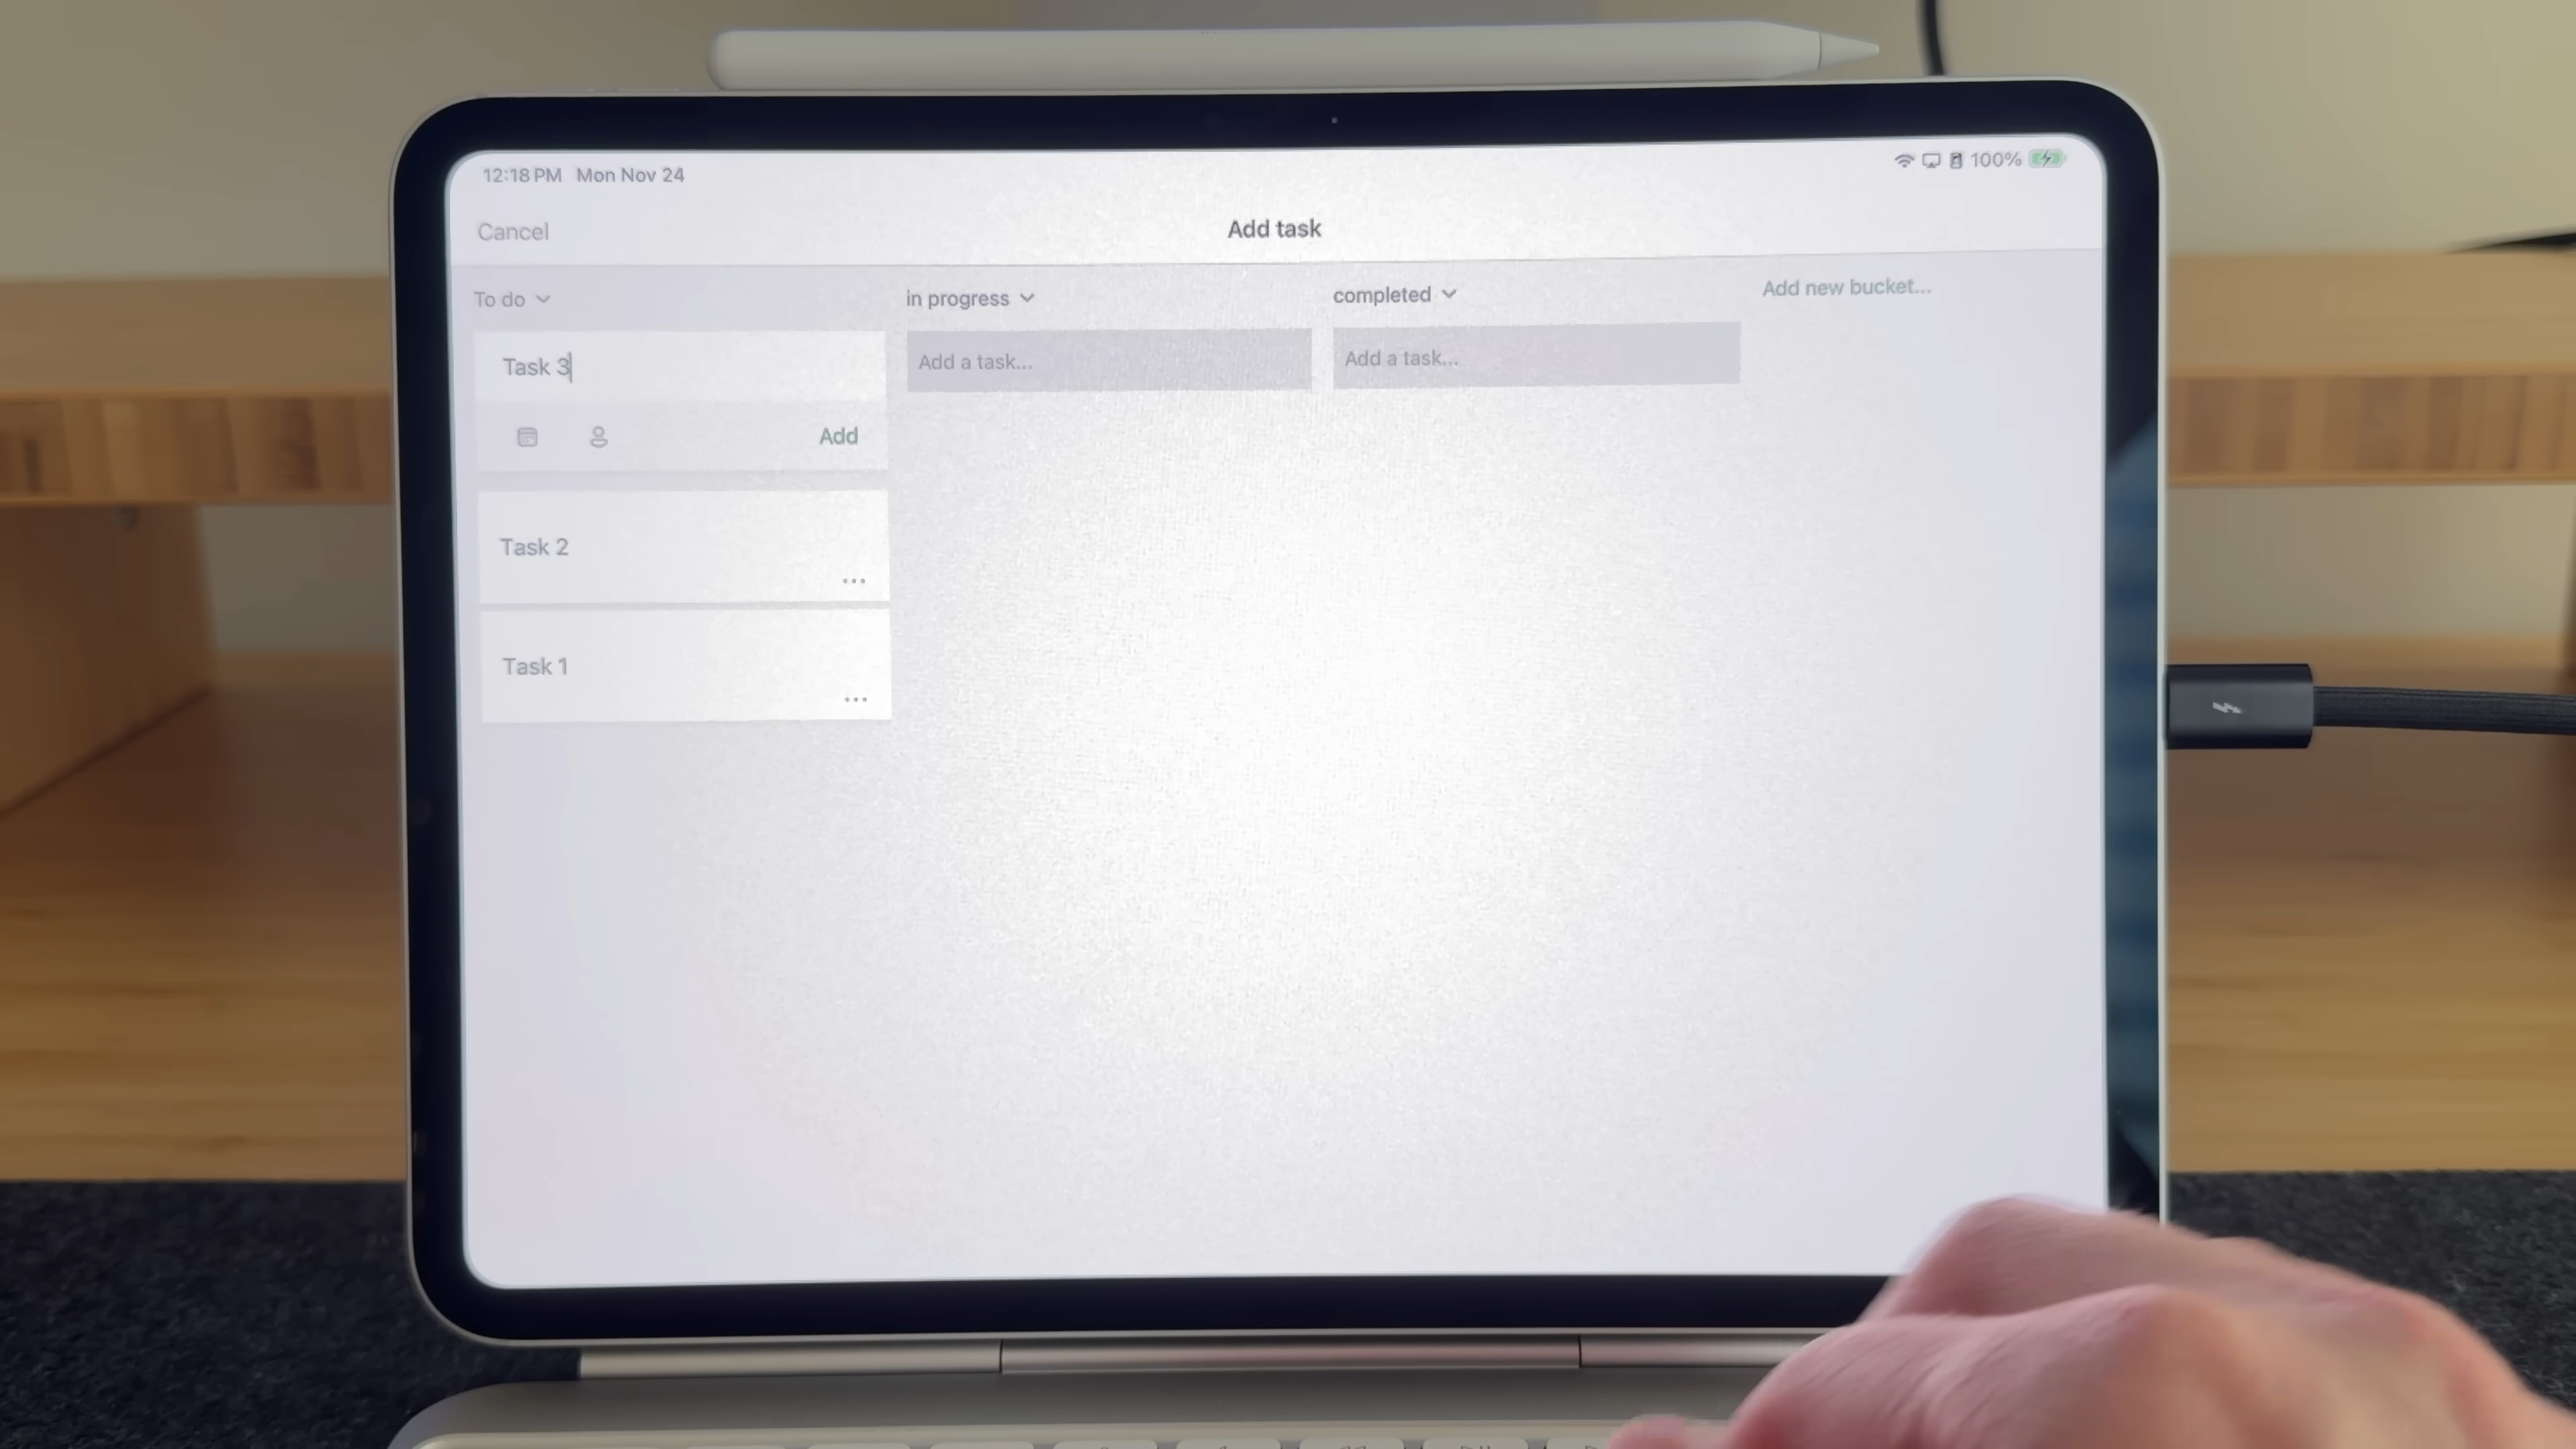 12:18 PM Mon Nov 24
100%
Cancel
Add task
To do
in progress
completed
Add new bucket...
Task 3
Add a task...
Add a task...
Add
Task 2
Task 1